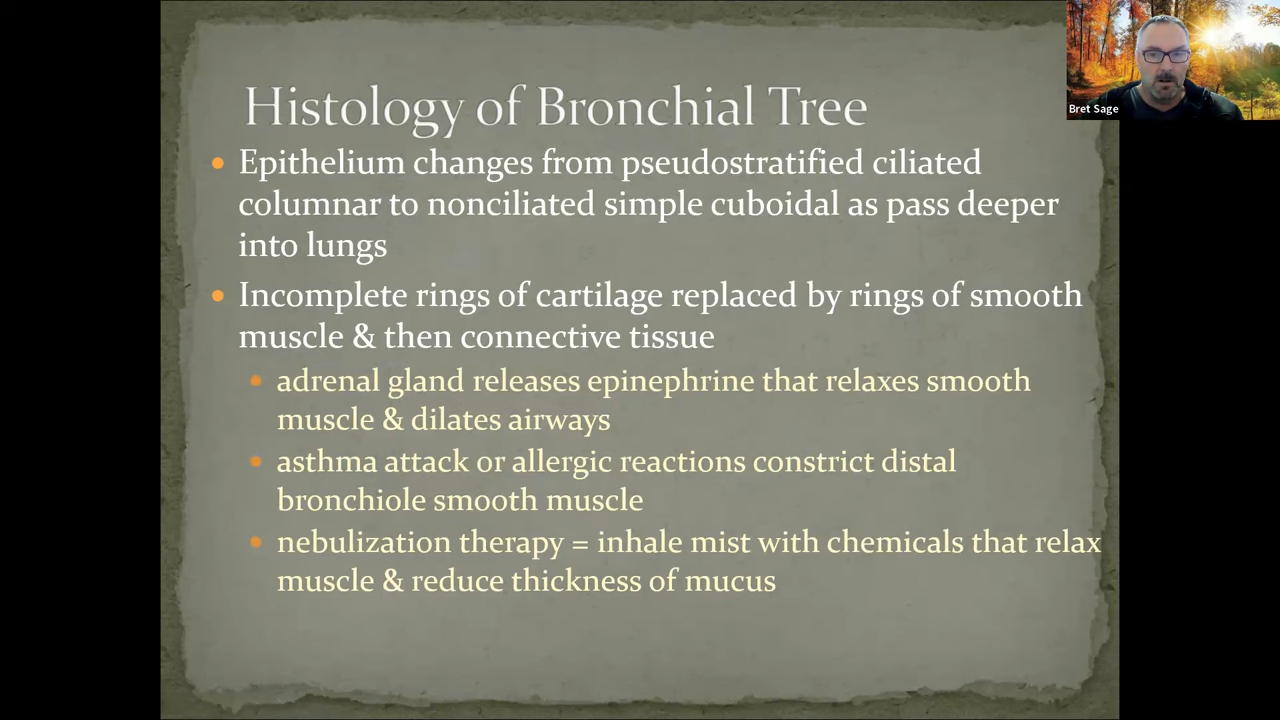 Histology of Bronchial Tree
Bret Sage
• Epithelium changes from pseudostratified ciliated
columnar to nonciliated simple cuboidal as pass deeper
into lungs
• Incomplete rings of cartilage replaced by rings of smooth
muscle & then connective tissue
• adrenal gland releases epinephrine that relaxes smooth
muscle & dilates airways
• asthma attack or allergic reactions constrict distal
bronchiole smooth muscle
• nebulization therapy = inhale mist with chemicals that relax
muscle & reduce thickness of mucus